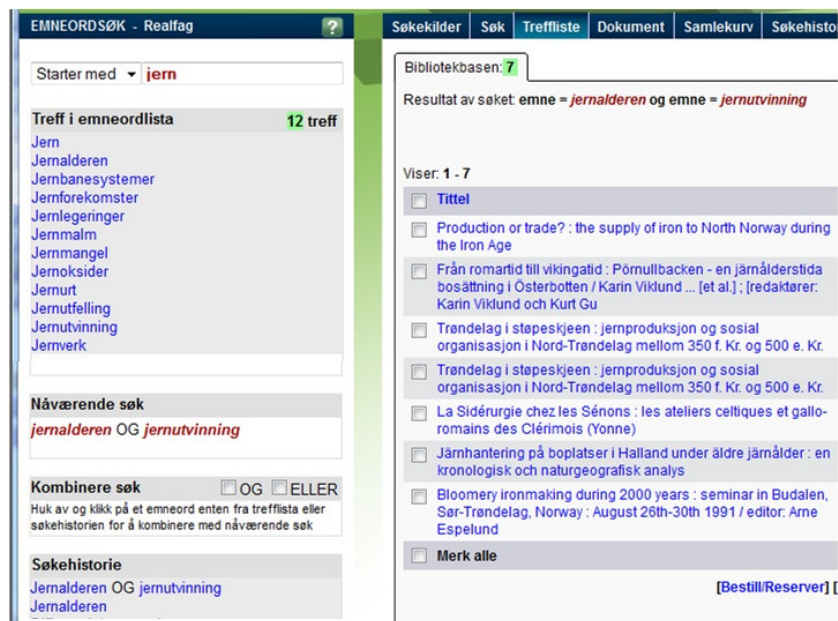 EMNEORDSØK - Realfag
?
Starter med
jern
Treff i emneordlista
12 treff
Jern
Jernalderen
Jernbanesystemer
Jernforekomster
Jernlegeringer
Jernmalm
Jernmangel
Jernoksider
Jernurt
Jernutfelling
Jernutvinning
Jernverk
Nåværende søk
jernalderen OG jernutvinning
Kombinere søk
OG
ELLER
Huk av og klikk på et emneord enten fra trefflista eller
søkehistorien for å kombinere med nåværende søk
Søkehistorie
Jernalderen OG jernutvinning
Jernalderen
Søkekilder Søk Treffliste Dokument Samlekurv Søkehisto
Bibliotekbasen: 7
Resultat av søket: emne = jernalderen og emne = jernutvinning
Viser: 1 - 7
Tittel
Production or trade? : the supply of iron to North Norway during
the Iron Age
Från romartid till vikingatid : Pörnullbacken - en järnålderstida
bosättning i Österbotten / Karin Viklund ... [et al.] ; [redaktører:
Karin Viklund och Kurt Gu
Trøndelag i støpeskjeen : jernproduksjon og sosial
organisasjon i Nord-Trøndelag mellom 350 f. Kr. og 500 e. Kr.
Trøndelag i støpeskjeen : jernproduksjon og sosial
organisasjon i Nord-Trøndelag mellom 350 f. Kr. og 500 e. Kr.
La Sidérurgie chez les Sénons : les ateliers celtiques et gallo-
romains des Clérimois (Yonne)
Järnhantering på boplatser i Halland under äldre järnålder : en
kronologisk och naturgeografisk analys
Bloomery ironmaking during 2000 years : seminar in Budalen,
Sør-Trøndelag, Norway : August 26th-30th 1991 / editor: Arne
Espelund
Merk alle
[Bestill/Reserver] [